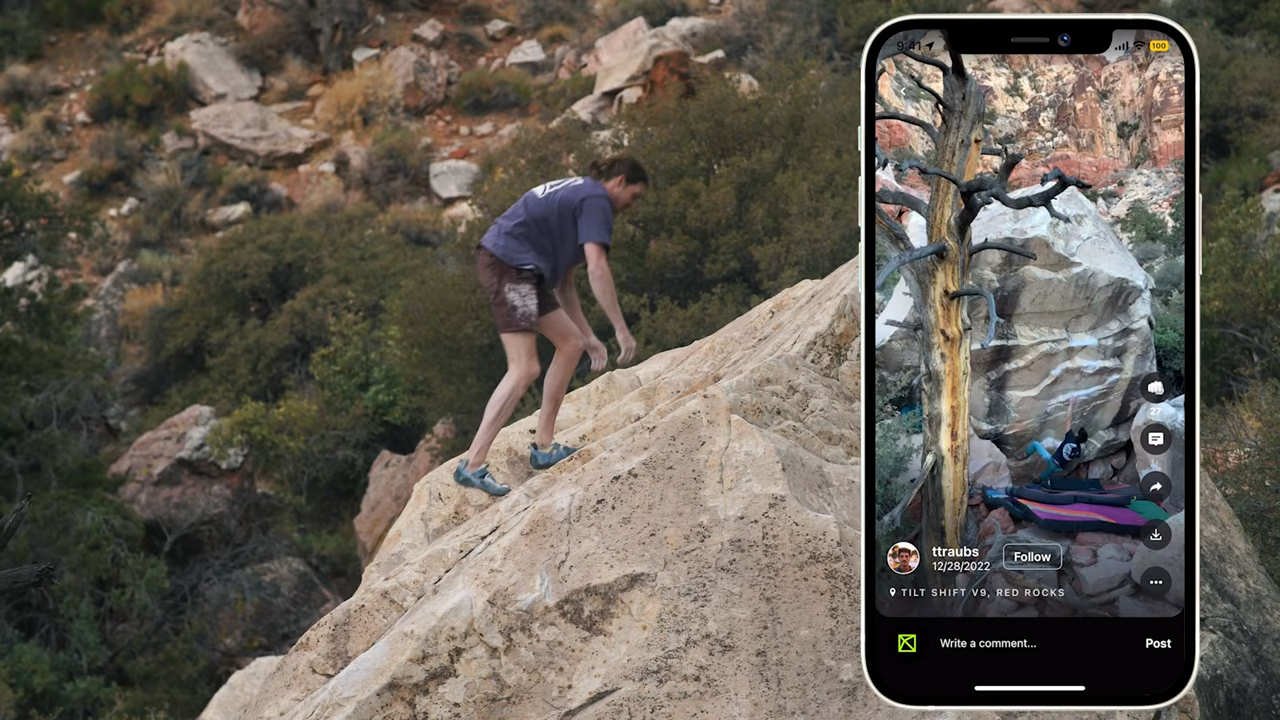 9:41
100
27
ttraubs
Follow
12/28/2022
TILT SHIFT V9, RED ROCKS
Write a comment...
Post